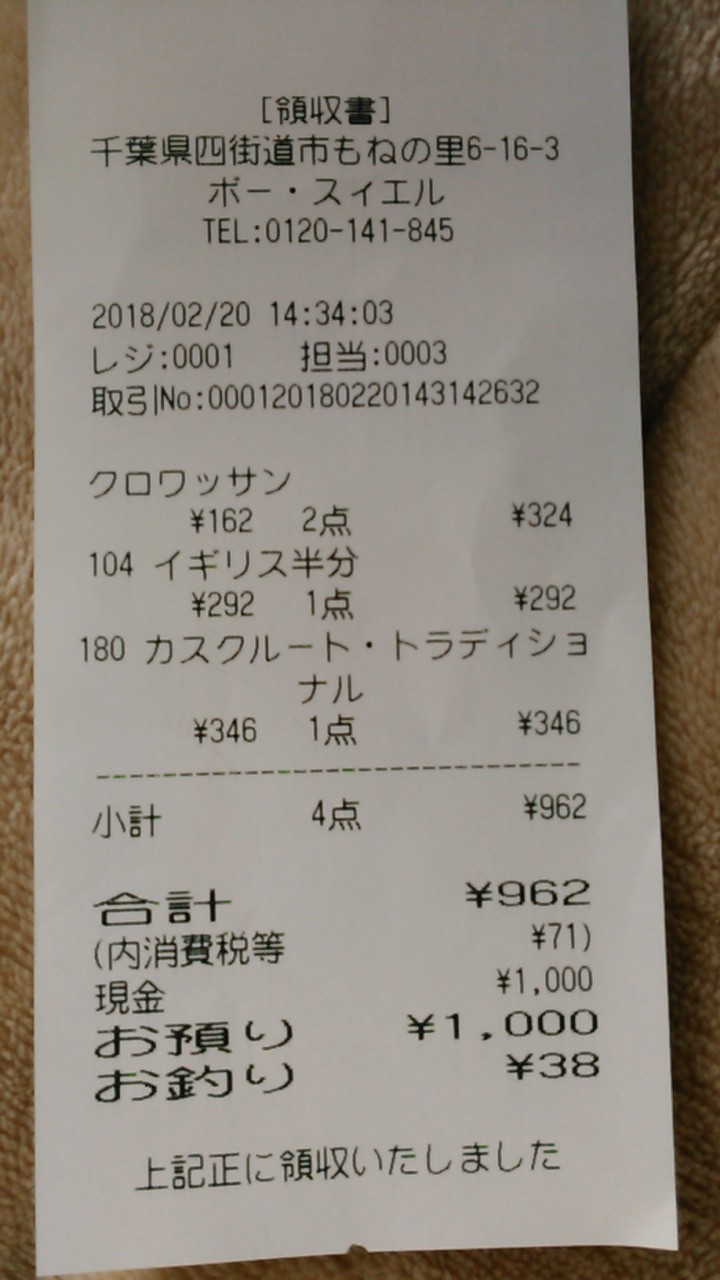 [領収書]
千葉県四街道市もねの里6-16-3
ボー・スィエル
TEL:0120-141-845
2018/02/20 14:34:03
レジ:0001 担当:0003
取引No:000120180220143142632
クロワッサン
¥162 2点 ¥324
104 イギリス半分
¥292 1点 ¥292
180 カスクルート・トラディショ
ナル
¥346 1点 ¥346
--------------------------------
小計 4点 ¥962
合計 ¥962
(内消費税等 ¥71)
現金 ¥1,000
お預り ¥1,000
お釣り ¥38
上記正に領収いたしました